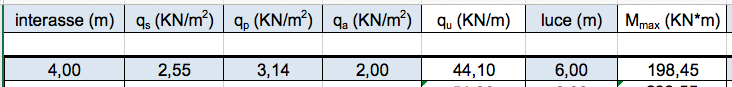 interasse (m) qs (KN/m²) qp (KN/m²) qa (KN/m²) qu (KN/m) luce (m) Mmax (KN*m)
4,00 2,55 3,14 2,00 44,10 6,00 198,45